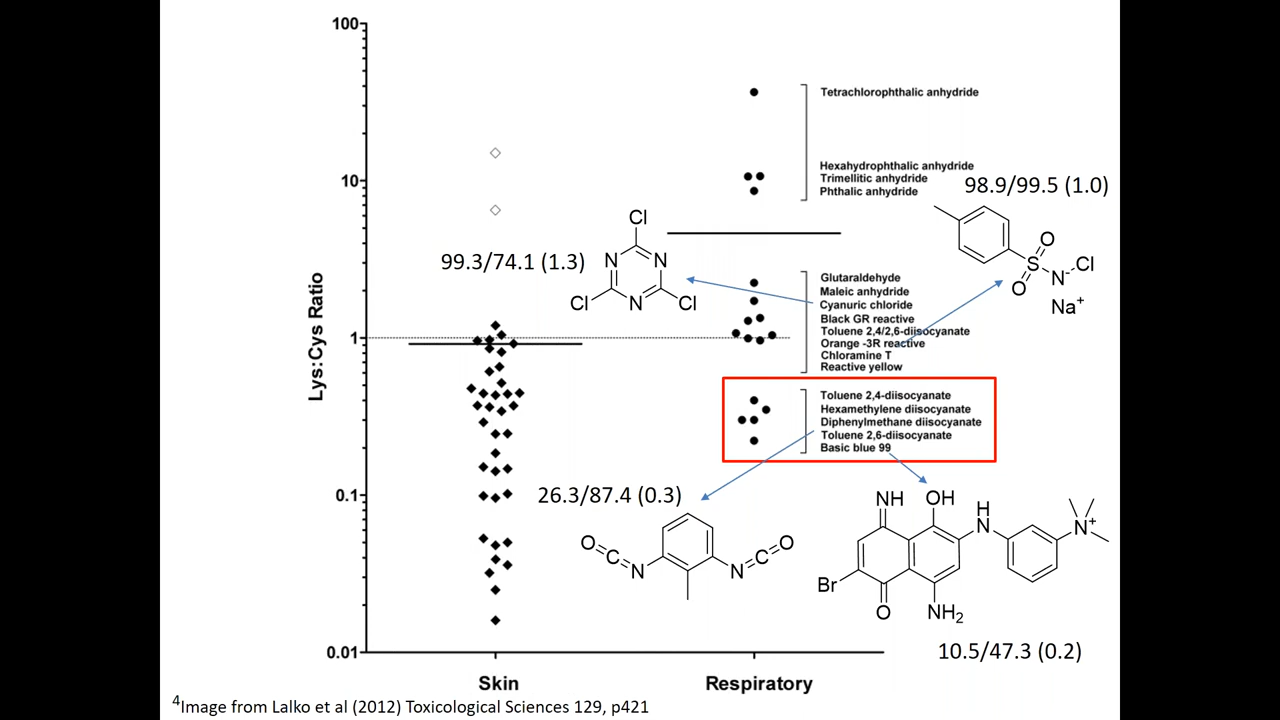 100
Tetrachlorophthalic anhydride
Hexahydrophthalic anhydride
Trimellitic anhydride
Phthalic anhydride
10
98.9/99.5 (1.0)
Cl
N N
N
Cl Cl
99.3/74.1 (1.3)
O
S
O
N- Cl
Na+
Lys:Cys Ratio
Glutaraldehyde
Maleic anhydride
Cyanuric chloride
Black GR reactive
Toluene 2,4/2,6-diisocyanate
Orange -3R reactive
Chloramine T
Reactive yellow
1
Toluene 2,4-diisocyanate
Hexamethylene diisocyanate
Diphenylmethane diisocyanate
Toluene 2,6-diisocyanate
Basic blue 99
0.1
26.3/87.4 (0.3)
O C N N C O
NH OH H
N N+
Br
O NH2
10.5/47.3 (0.2)
0.01
Skin Respiratory
4Image from Lalko et al (2012) Toxicological Sciences 129, p421